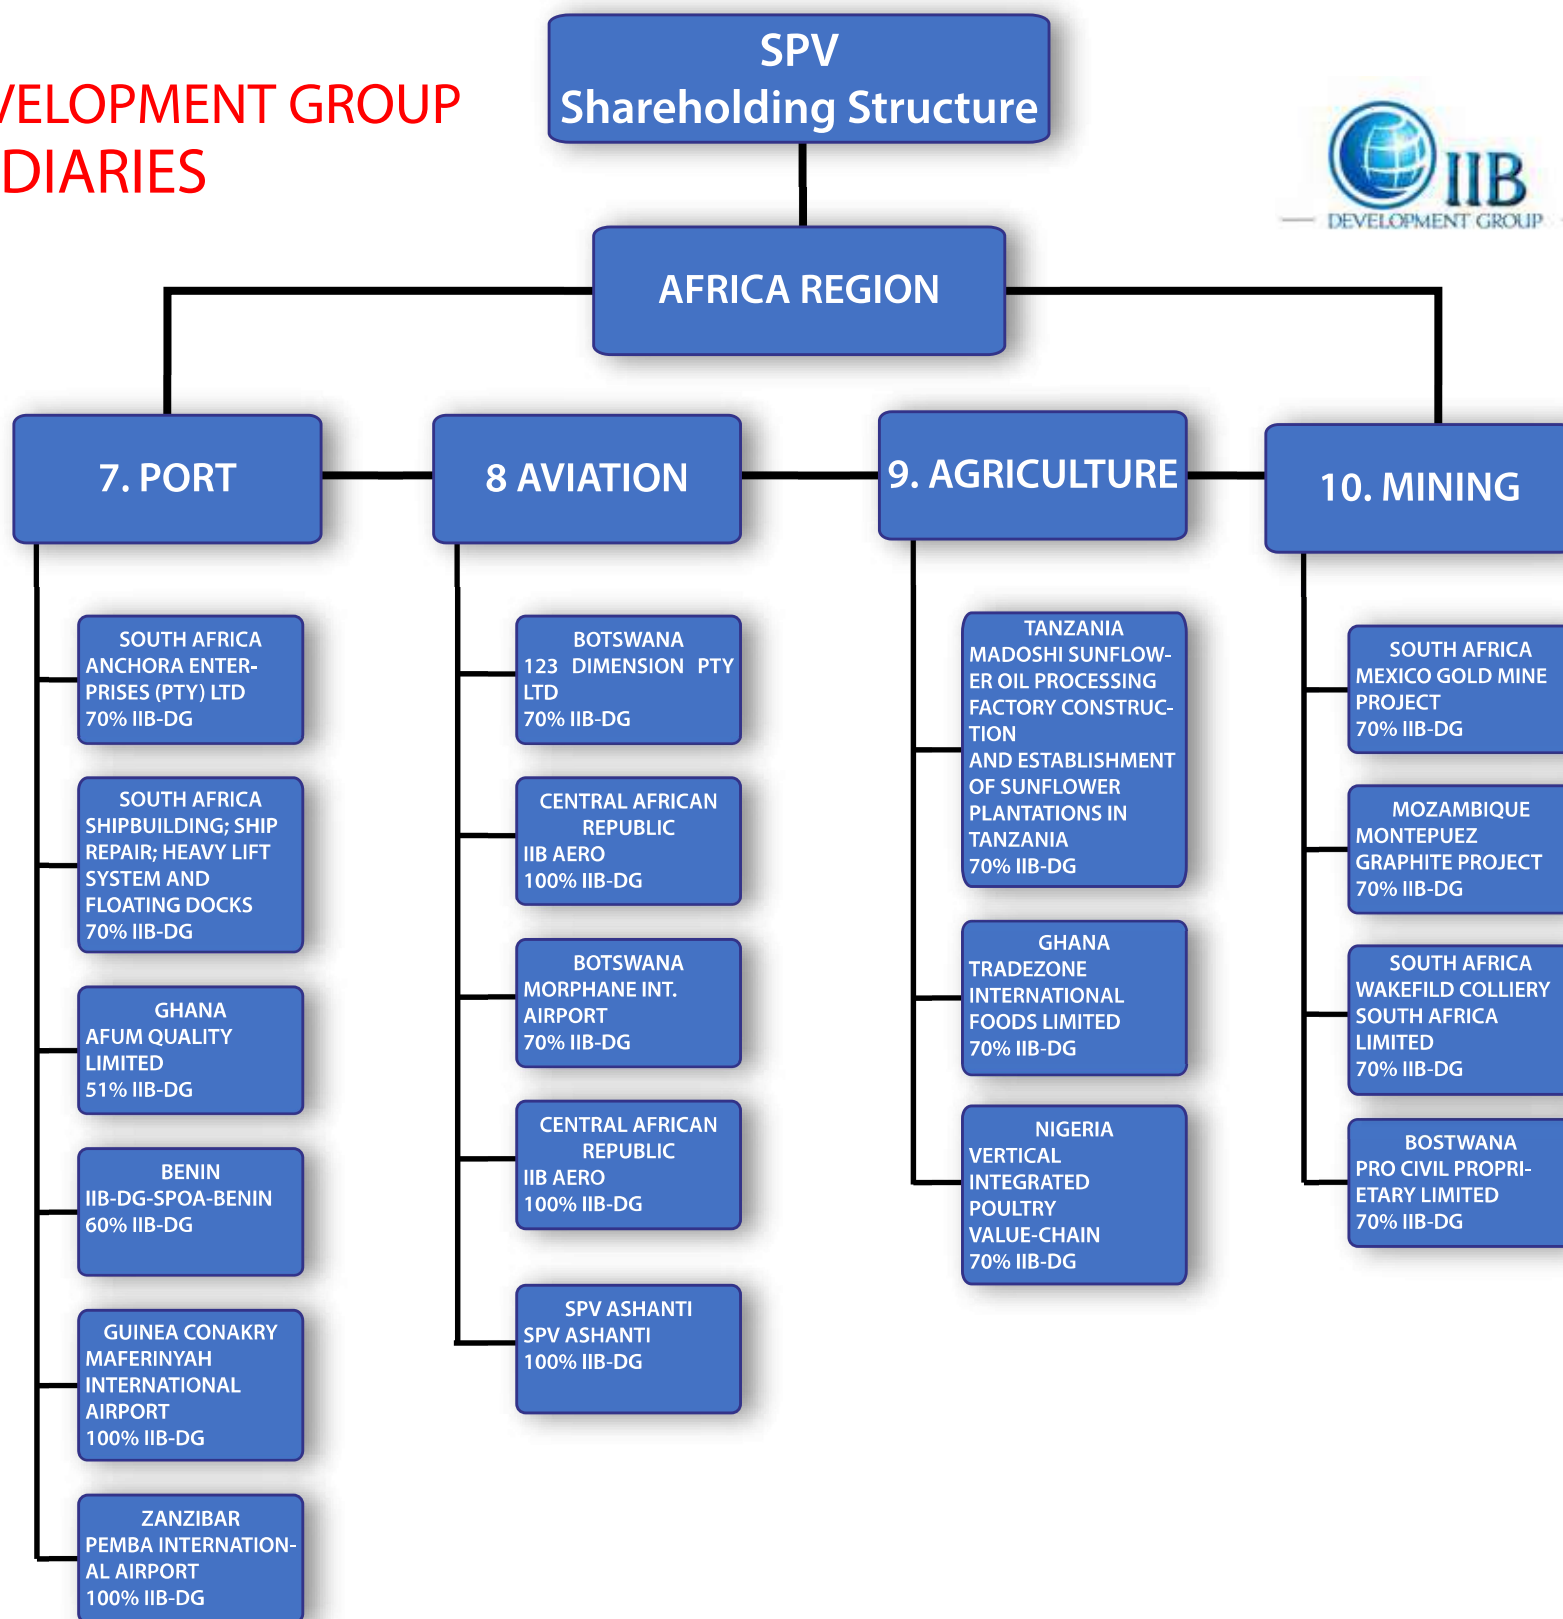 VELOPMENT GROUP
DIARIES
SPV
Shareholding Structure
IIB
DEVELOPMENT GROUP
AFRICA REGION
7. PORT
8 AVIATION
9. AGRICULTURE
10. MINING
SOUTH AFRICA
ANCHORA ENTER-
PRISES (PTY) LTD
70% IIB-DG
SOUTH AFRICA
SHIPBUILDING; SHIP
REPAIR; HEAVY LIFT
SYSTEM AND
FLOATING DOCKS
70% IIB-DG
GHANA
AFUM QUALITY
LIMITED
51% IIB-DG
BENIN
IIB-DG-SPOA-BENIN
60% IIB-DG
GUINEA CONAKRY
MAFERINYAH
INTERNATIONAL
AIRPORT
100% IIB-DG
ZANZIBAR
PEMBA INTERNATION-
AL AIRPORT
100% IIB-DG
BOTSWANA
123 DIMENSION PTY
LTD
70% IIB-DG
CENTRAL AFRICAN
REPUBLIC
IIB AERO
100% IIB-DG
BOTSWANA
MORPHANE INT.
AIRPORT
70% IIB-DG
CENTRAL AFRICAN
REPUBLIC
IIB AERO
100% IIB-DG
SPV ASHANTI
SPV ASHANTI
100% IIB-DG
TANZANIA
MADOSHI SUNFLOW-
ER OIL PROCESSING
FACTORY CONSTRUC-
TION
AND ESTABLISHMENT
OF SUNFLOWER
PLANTATIONS IN
TANZANIA
70% IIB-DG
GHANA
TRADEZONE
INTERNATIONAL
FOODS LIMITED
70% IIB-DG
NIGERIA
VERTICAL
INTEGRATED
POULTRY
VALUE-CHAIN
70% IIB-DG
SOUTH AFRICA
MEXICO GOLD MINE
PROJECT
70% IIB-DG
MOZAMBIQUE
MONTEPUEZ
GRAPHITE PROJECT
70% IIB-DG
SOUTH AFRICA
WAKEFILD COLLIERY
SOUTH AFRICA
LIMITED
70% IIB-DG
BOSTWANA
PRO CIVIL PROPRI-
ETARY LIMITED
70% IIB-DG